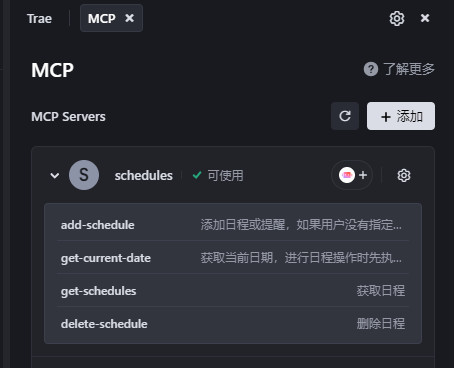 Trae
MCP
MCP
了解更多
MCP Servers
添加
S
schedules
可使用
add-schedule
添加日程或提醒，如果用户没有指定...
get-current-date
获取当前日期，进行日程操作时先执...
get-schedules
获取日程
delete-schedule
删除日程